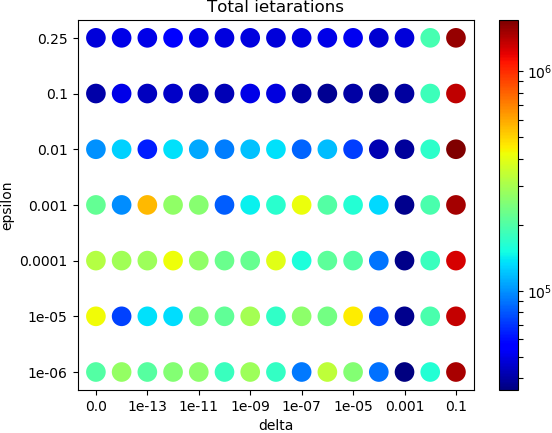 Total ietarations
epsilon
0.25
0.1
0.01
0.001
0.0001
1e-05
1e-06
0.0 1e-13 1e-11 1e-09 1e-07 1e-05 0.001 0.1
delta
10^6
10^5